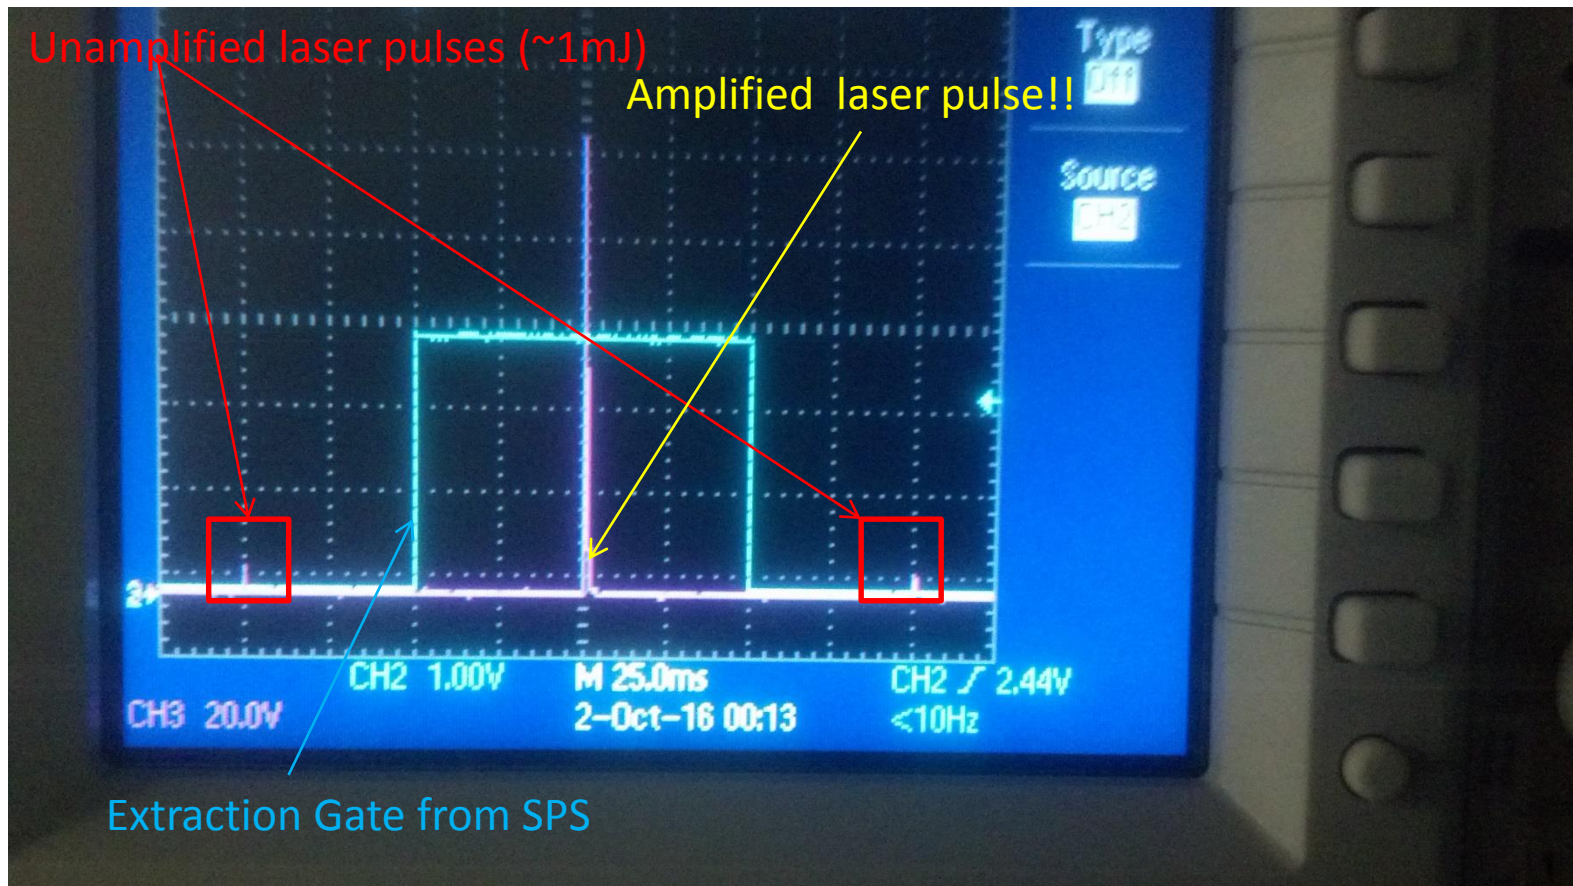 Unamplified laser pulses (~1mJ)
Amplified laser pulse!!
Type
Off
Source
CH2
2
CH2 1.00V
M 25.0ms
CH2 2.44V
CH3 20.0V
2-Oct-16 00:13
<10Hz
Extraction Gate from SPS